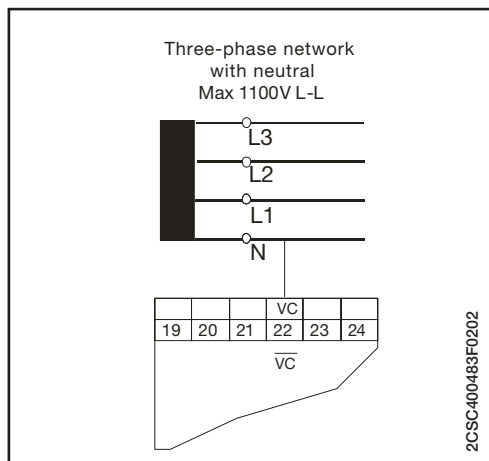 Three-phase network
with neutral
Max 1100V L-L
L3
L2
L1
N
VC
19 20 21 22 23 24
VC
2CSC400483F0202